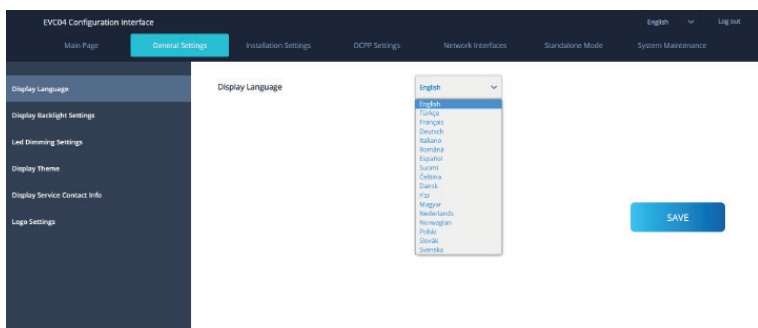 EVC04 Configuration Interface
English
Log out
Main Page
General Settings
Installation Settings
OCPP Settings
Network Interfaces
Standalone Mode
System Maintenance
Display Language
Display Backlight Settings
Led Dimming Settings
Display Theme
Display Service Contact Info
Logo Settings
Display Language
English
English
Türkçe
Français
Deutsch
Italiano
Română
Español
Suomi
Čeština
Dansk
Magyar
Nederlands
Norwegian
Polski
Slovák
Svenska
SAVE